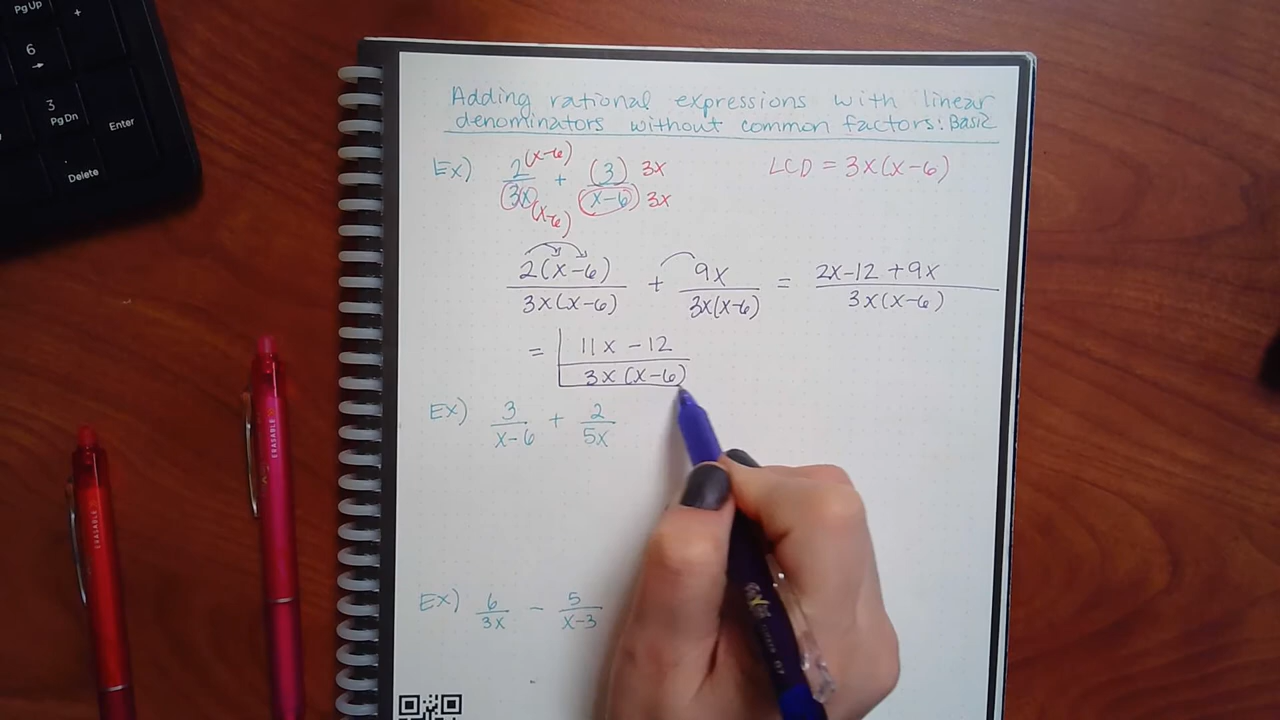 PgUp
+
6
→
3
PgDn
Enter
Delete
Adding rational expressions with linear
denominators without common factors: Basic
Ex) 2(x-6)/3x(x-6) + (3)3x/(x-6)3x LCD = 3x(x-6)
2(x-6)/3x(x-6) + 9x/3x(x-6) = 2x-12+9x/3x(x-6)
= 11x-12/3x(x-6)
Ex) 3/x-6 + 2/5x
Ex) 6/3x - 5/x-3
ERASABLE
ERASABLE